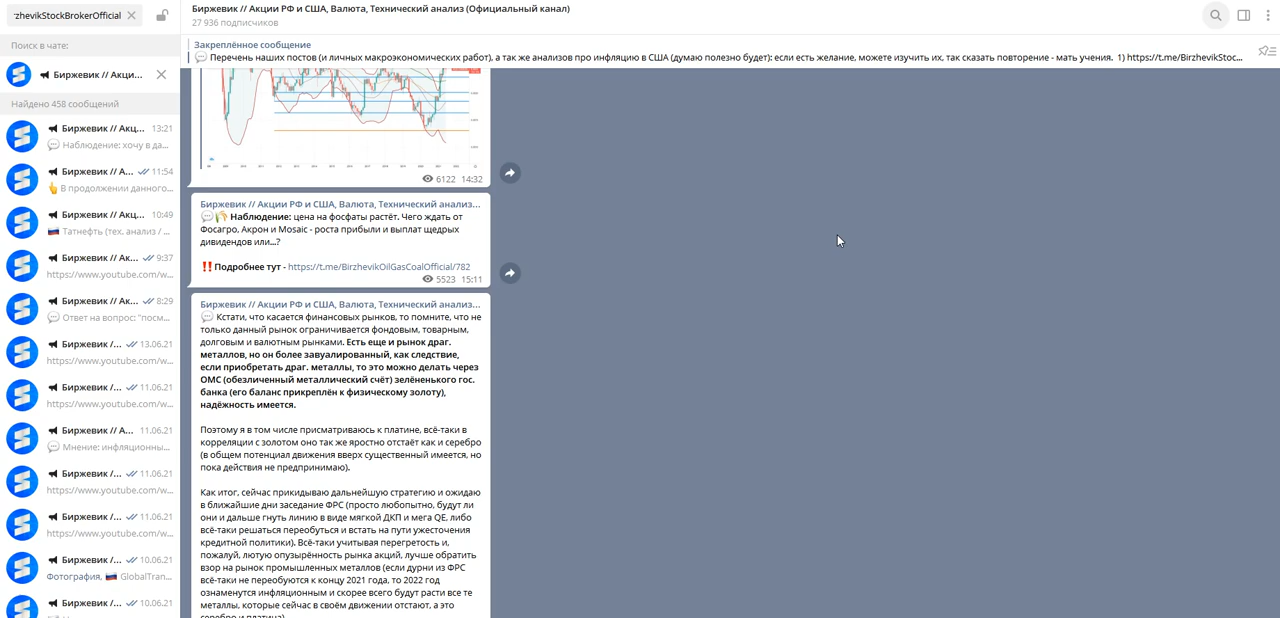 zhevikStockBrokerOfficial
Поиск в чате:
Биржевик // Акци...
Найдено 458 сообщений
Биржевик // Акц... 13:21
Наблюдение: хочу в да...
Биржевик // А... 11:54
В продолжении данного...
Биржевик // Акц... 10:49
Татнефть (тех. анализ / ...
Биржевик // Ак... 9:37
https://www.youtube.com/w...
Биржевик // Ак... 8:29
Ответ на вопрос: "посм...
Биржевик /... 13.06.21
https://www.youtube.com/w...
Биржевик /... 11.06.21
https://www.youtube.com/w...
Биржевик // А... 11.06.21
Мнение: инфляционны...
Биржевик /... 11.06.21
https://www.youtube.com/w...
Биржевик /... 11.06.21
https://www.youtube.com/w...
Биржевик /... 10.06.21
Фотография, GlobalTran...
Биржевик /... 10.06.21
Биржевик // Акции РФ и США, Валюта, Технический анализ (Официальный канал)
27 936 подписчиков
Закреплённое сообщение
Перечень наших постов (и личных макроэкономических работ), а так же анализов про инфляцию в США (думаю полезно будет): если есть желание, можете изучить их, так сказать повторение - мать учения. 1) https://t.me/BirzhevikStoc...
6122 14:32
Биржевик // Акции РФ и США, Валюта, Технический анализ...
Наблюдение: цена на фосфаты растёт. Чего ждать от
Фосагро, Акрон и Mosaic - роста прибыли и выплат щедрых
дивидендов или...?
Подробнее тут - https://t.me/BirzhevikOilGasCoalOfficial/782
5523 15:11
Биржевик // Акции РФ и США, Валюта, Технический анализ...
Кстати, что касается финансовых рынков, то помните, что не
только данный рынок ограничивается фондовым, товарным,
долговым и валютным рынками. Есть еще и рынок драг.
металлов, но он более завуалированный, как следствие,
если приобретать драг. металлы, то это можно делать через
ОМС (обезличенный металлический счёт) зелёненького гос.
банка (его баланс прикреплён к физическому золоту),
надёжность имеется.
Поэтому я в том числе присматриваюсь к платине, всё-таки в
корреляции с золотом оно так же яростно отстаёт как и серебро
(в общем потенциал движения вверх существенный имеется, но
пока действия не предпринимаю).
Как итог, сейчас прикидываю дальнейшую стратегию и ожидаю
в ближайшие дни заседание ФРС (просто любопытно, будут ли
они и дальше гнуть линию в виде мягкой ДКП и мега QE, либо
всё-таки решаться переобуться и встать на пути ужесточения
кредитной политики). Всё-таки учитывая перегретость и,
пожалуй, лютую опузырённость рынка акций, лучше обратить
взор на рынок промышленных металлов (если дурни из ФРС
всё-таки не переобуются к концу 2021 года, то 2022 год
ознаменутся инфляционным и скорее всего будут расти все те
металлы, которые сейчас в своём движении отстают, а это
серебро и платина)